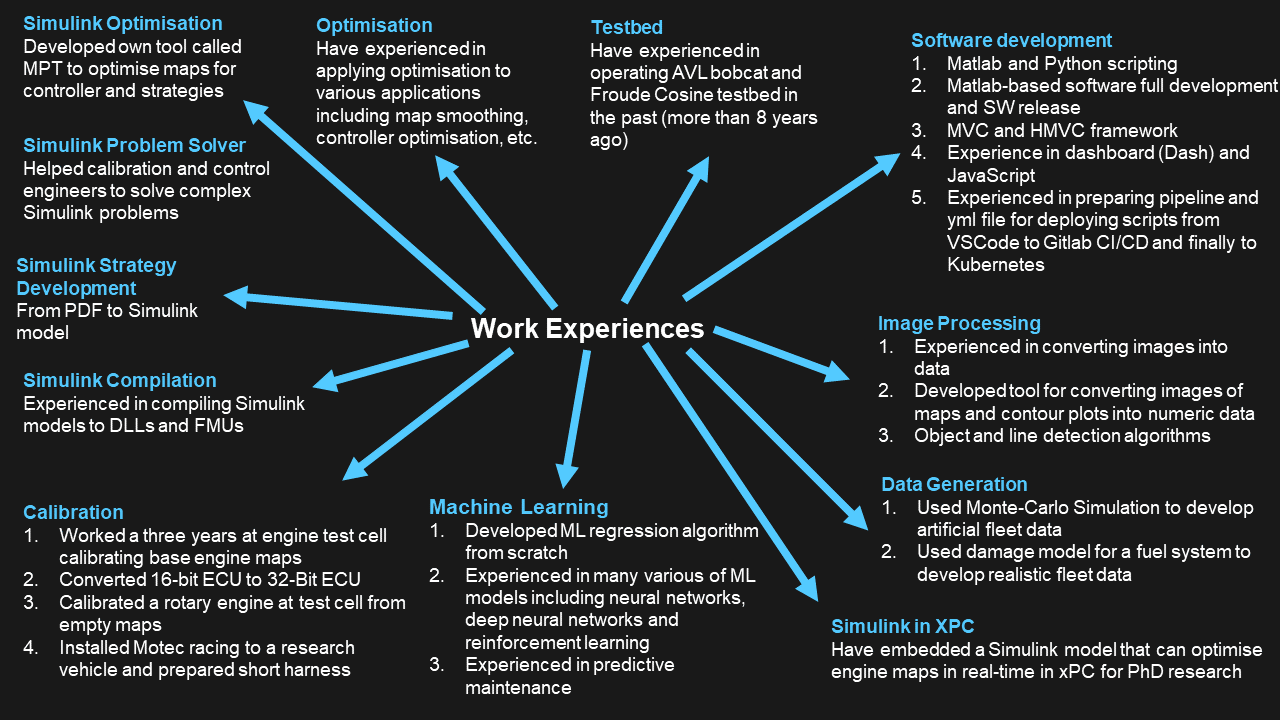 Simulink Optimisation
Developed own tool called
MPT to optimise maps for
controller and strategies
Simulink Problem Solver
Helped calibration and control
engineers to solve complex
Simulink problems
Simulink Strategy
Development
From PDF to Simulink
model
Simulink Compilation
Experienced in compiling Simulink
models to DLLs and FMUs
Calibration
1. Worked a three years at engine test cell
calibrating base engine maps
2. Converted 16-bit ECU to 32-Bit ECU
3. Calibrated a rotary engine at test cell from
empty maps
4. Installed Motec racing to a research
vehicle and prepared short harness
Optimisation
Have experienced in
applying optimisation to
various applications
including map smoothing,
controller optimisation, etc.
Testbed
Have experienced in
operating AVL bobcat and
Froude Cosine testbed in
the past (more than 8 years
ago)
Work Experiences
Machine Learning
1. Developed ML regression algorithm
from scratch
2. Experienced in many various of ML
models including neural networks,
deep neural networks and
reinforcement learning
3. Experienced in predictive
maintenance
Software development
1. Matlab and Python scripting
2. Matlab-based software full development
and SW release
3. MVC and HMVC framework
4. Experience in dashboard (Dash) and
JavaScript
5. Experienced in preparing pipeline and
yml file for deploying scripts from
VSCode to Gitlab CI/CD and finally to
Kubernetes
Image Processing
1. Experienced in converting images into
data
2. Developed tool for converting images of
maps and contour plots into numeric data
3. Object and line detection algorithms
Data Generation
1. Used Monte-Carlo Simulation to develop
artificial fleet data
2. Used damage model for a fuel system to
develop realistic fleet data
Simulink in XPC
Have embedded a Simulink model that can optimise
engine maps in real-time in xPC for PhD research